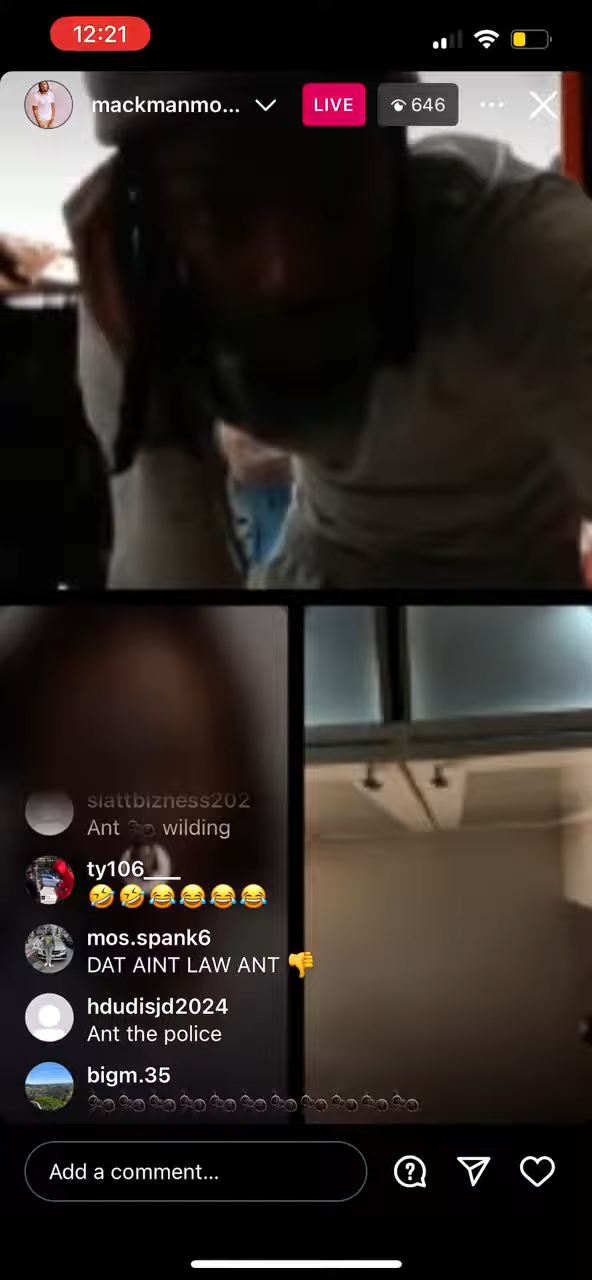 12:21
mackmanmo...
LIVE
646
slattbizness202
Ant wilding
ty106___
🤣🤣😂😂😂😂
mos.spank6
DAT AINT LAW ANT 👎
hdudisjd2024
Ant the police
bigm.35
Add a comment...